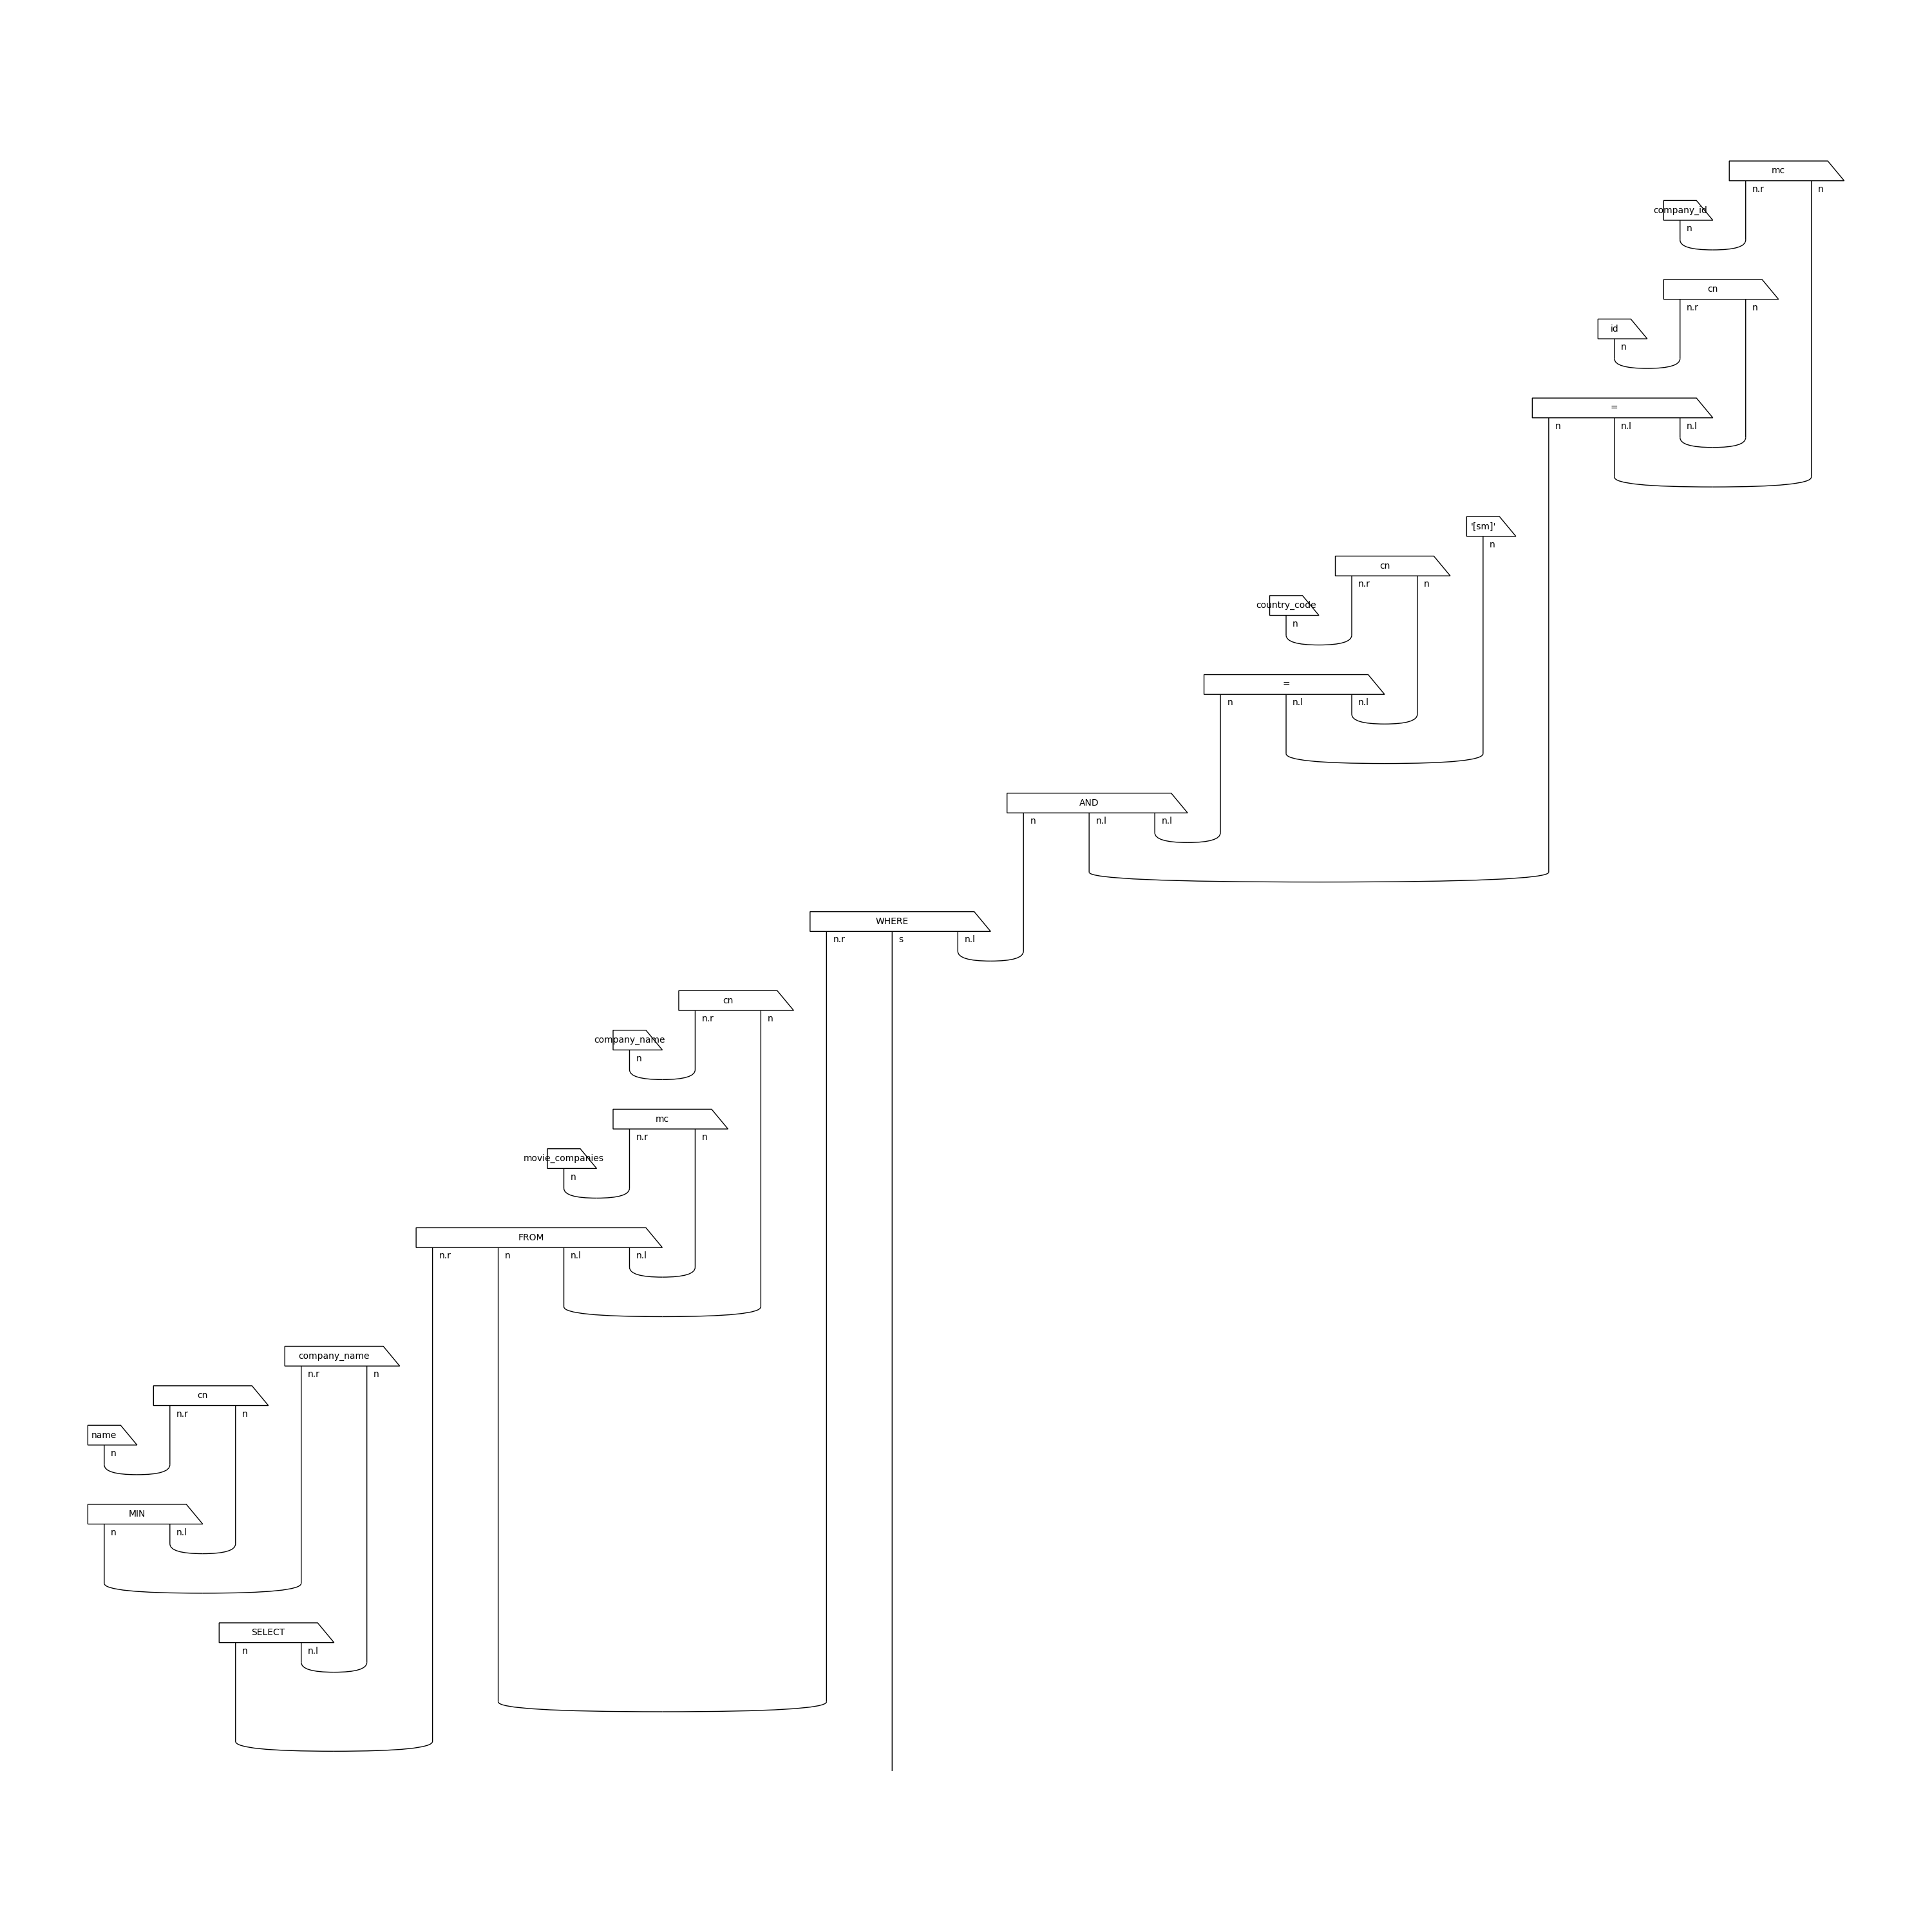 mc
n.r n
company_id
n
cn
n.r n
id
n
=
n n.l n.l
'[sm]'
n
cn
n.r n
country_code
n
=
n n.l n.l
AND
n n.l n.l
WHERE
n.r s n.l
cn
n.r n
company_name
n
mc
n.r n
movie_companies
n
FROM
n.r n n.l n.l
company_name
n.r n
cn
n.r n
name
n
MIN
n n.l
SELECT
n n.l